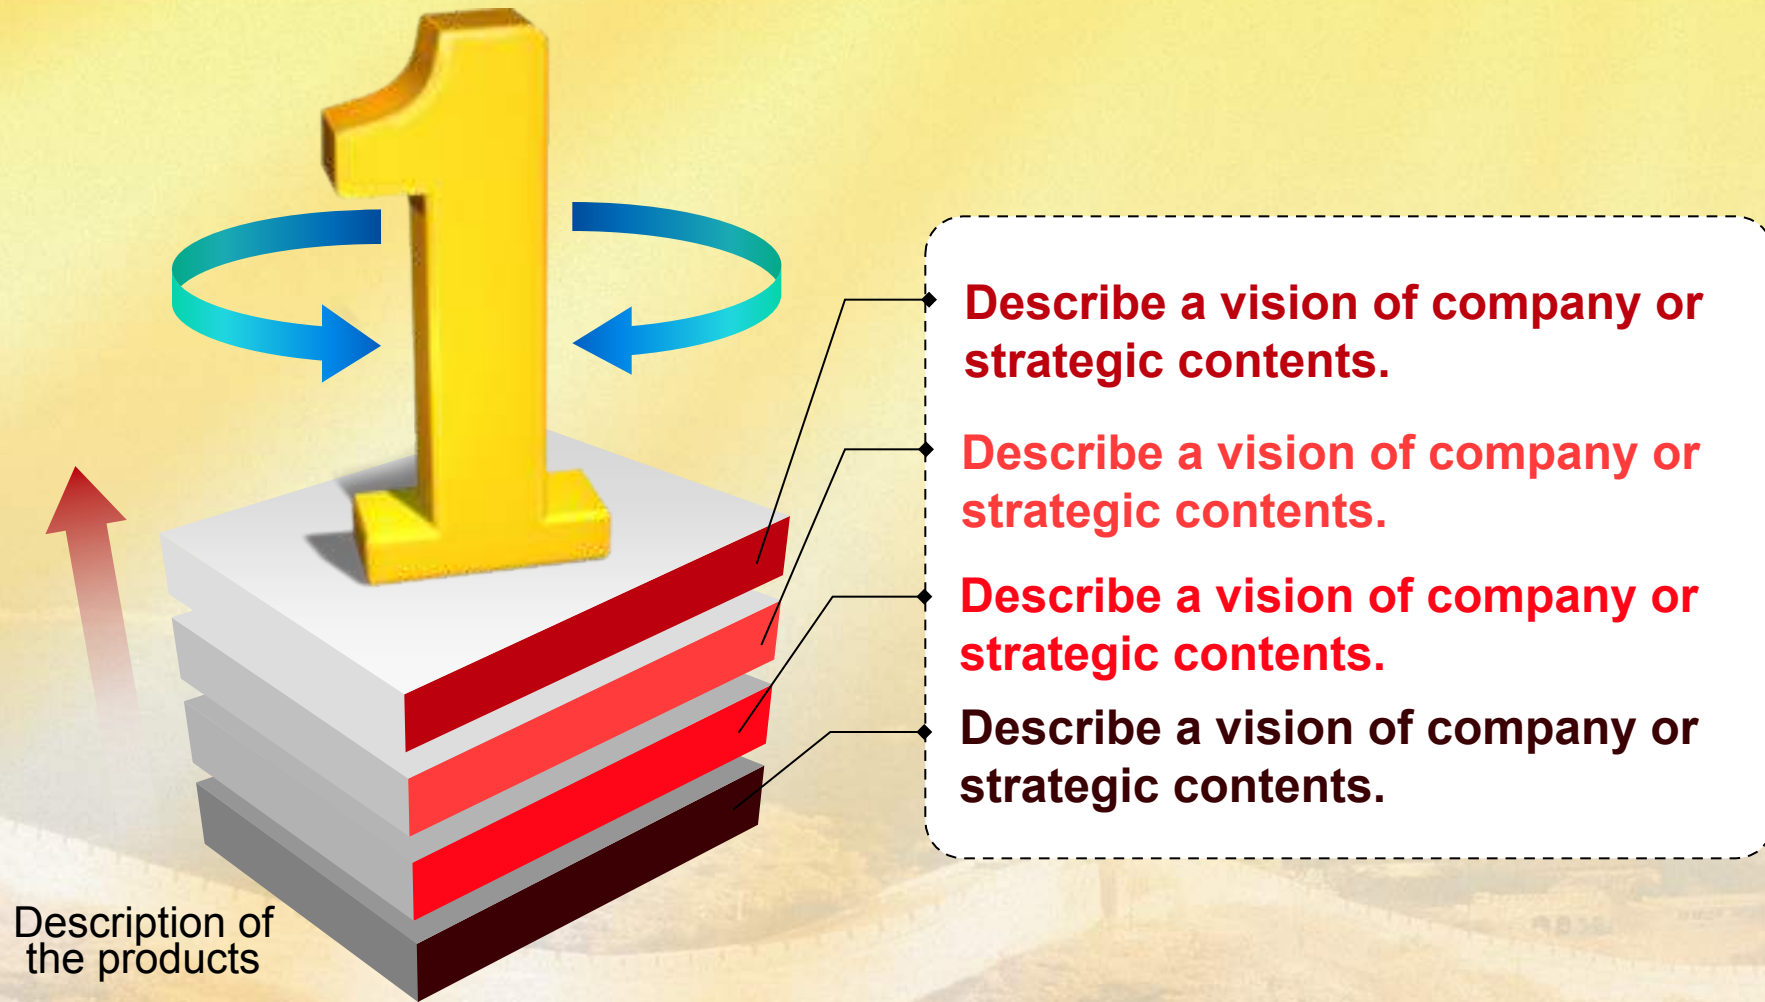 1
Describe a vision of company or
strategic contents.
Describe a vision of company or
strategic contents.
Describe a vision of company or
strategic contents.
Describe a vision of company or
strategic contents.
Description of
the products